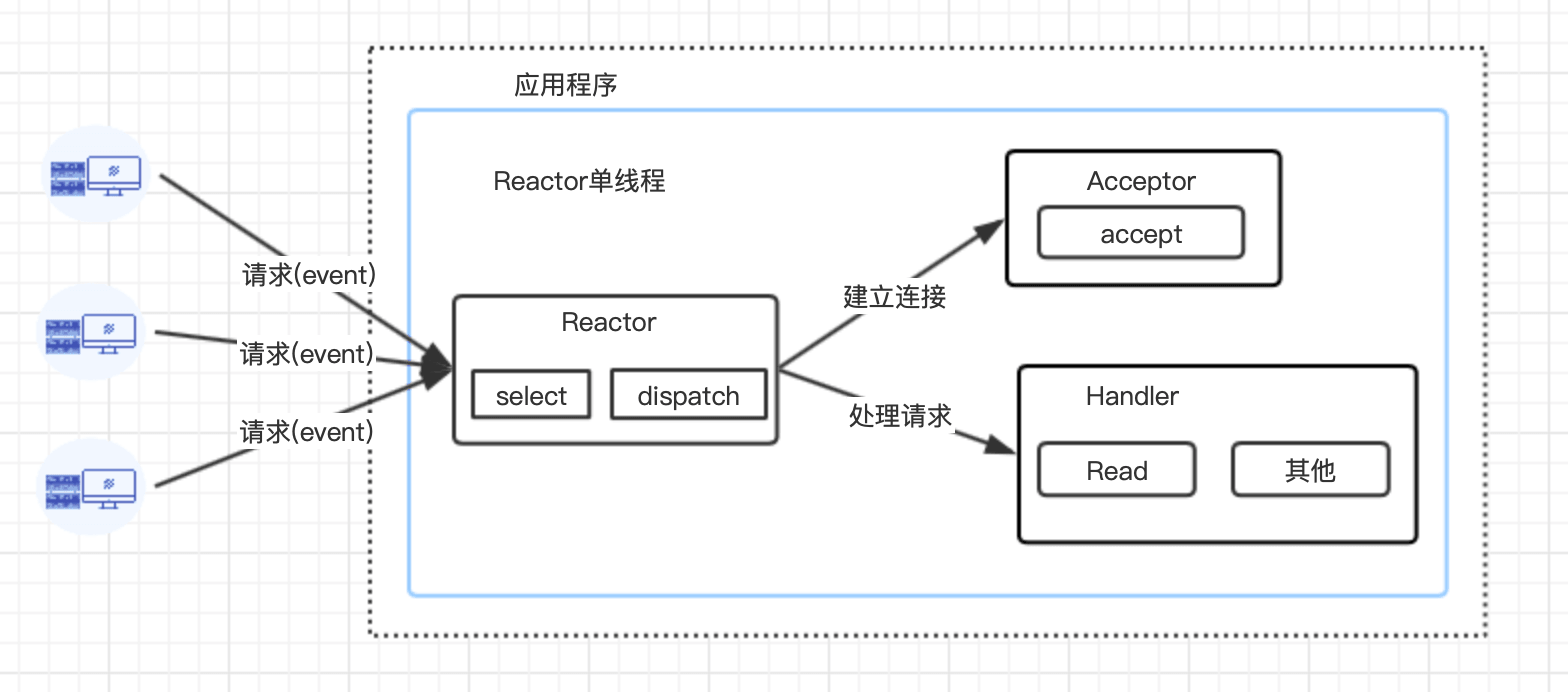 应用程序
Reactor单线程
Acceptor
accept
请求(event)
建立连接
Reactor
请求(event)
select
dispatch
Handler
处理请求
请求(event)
Read
其他